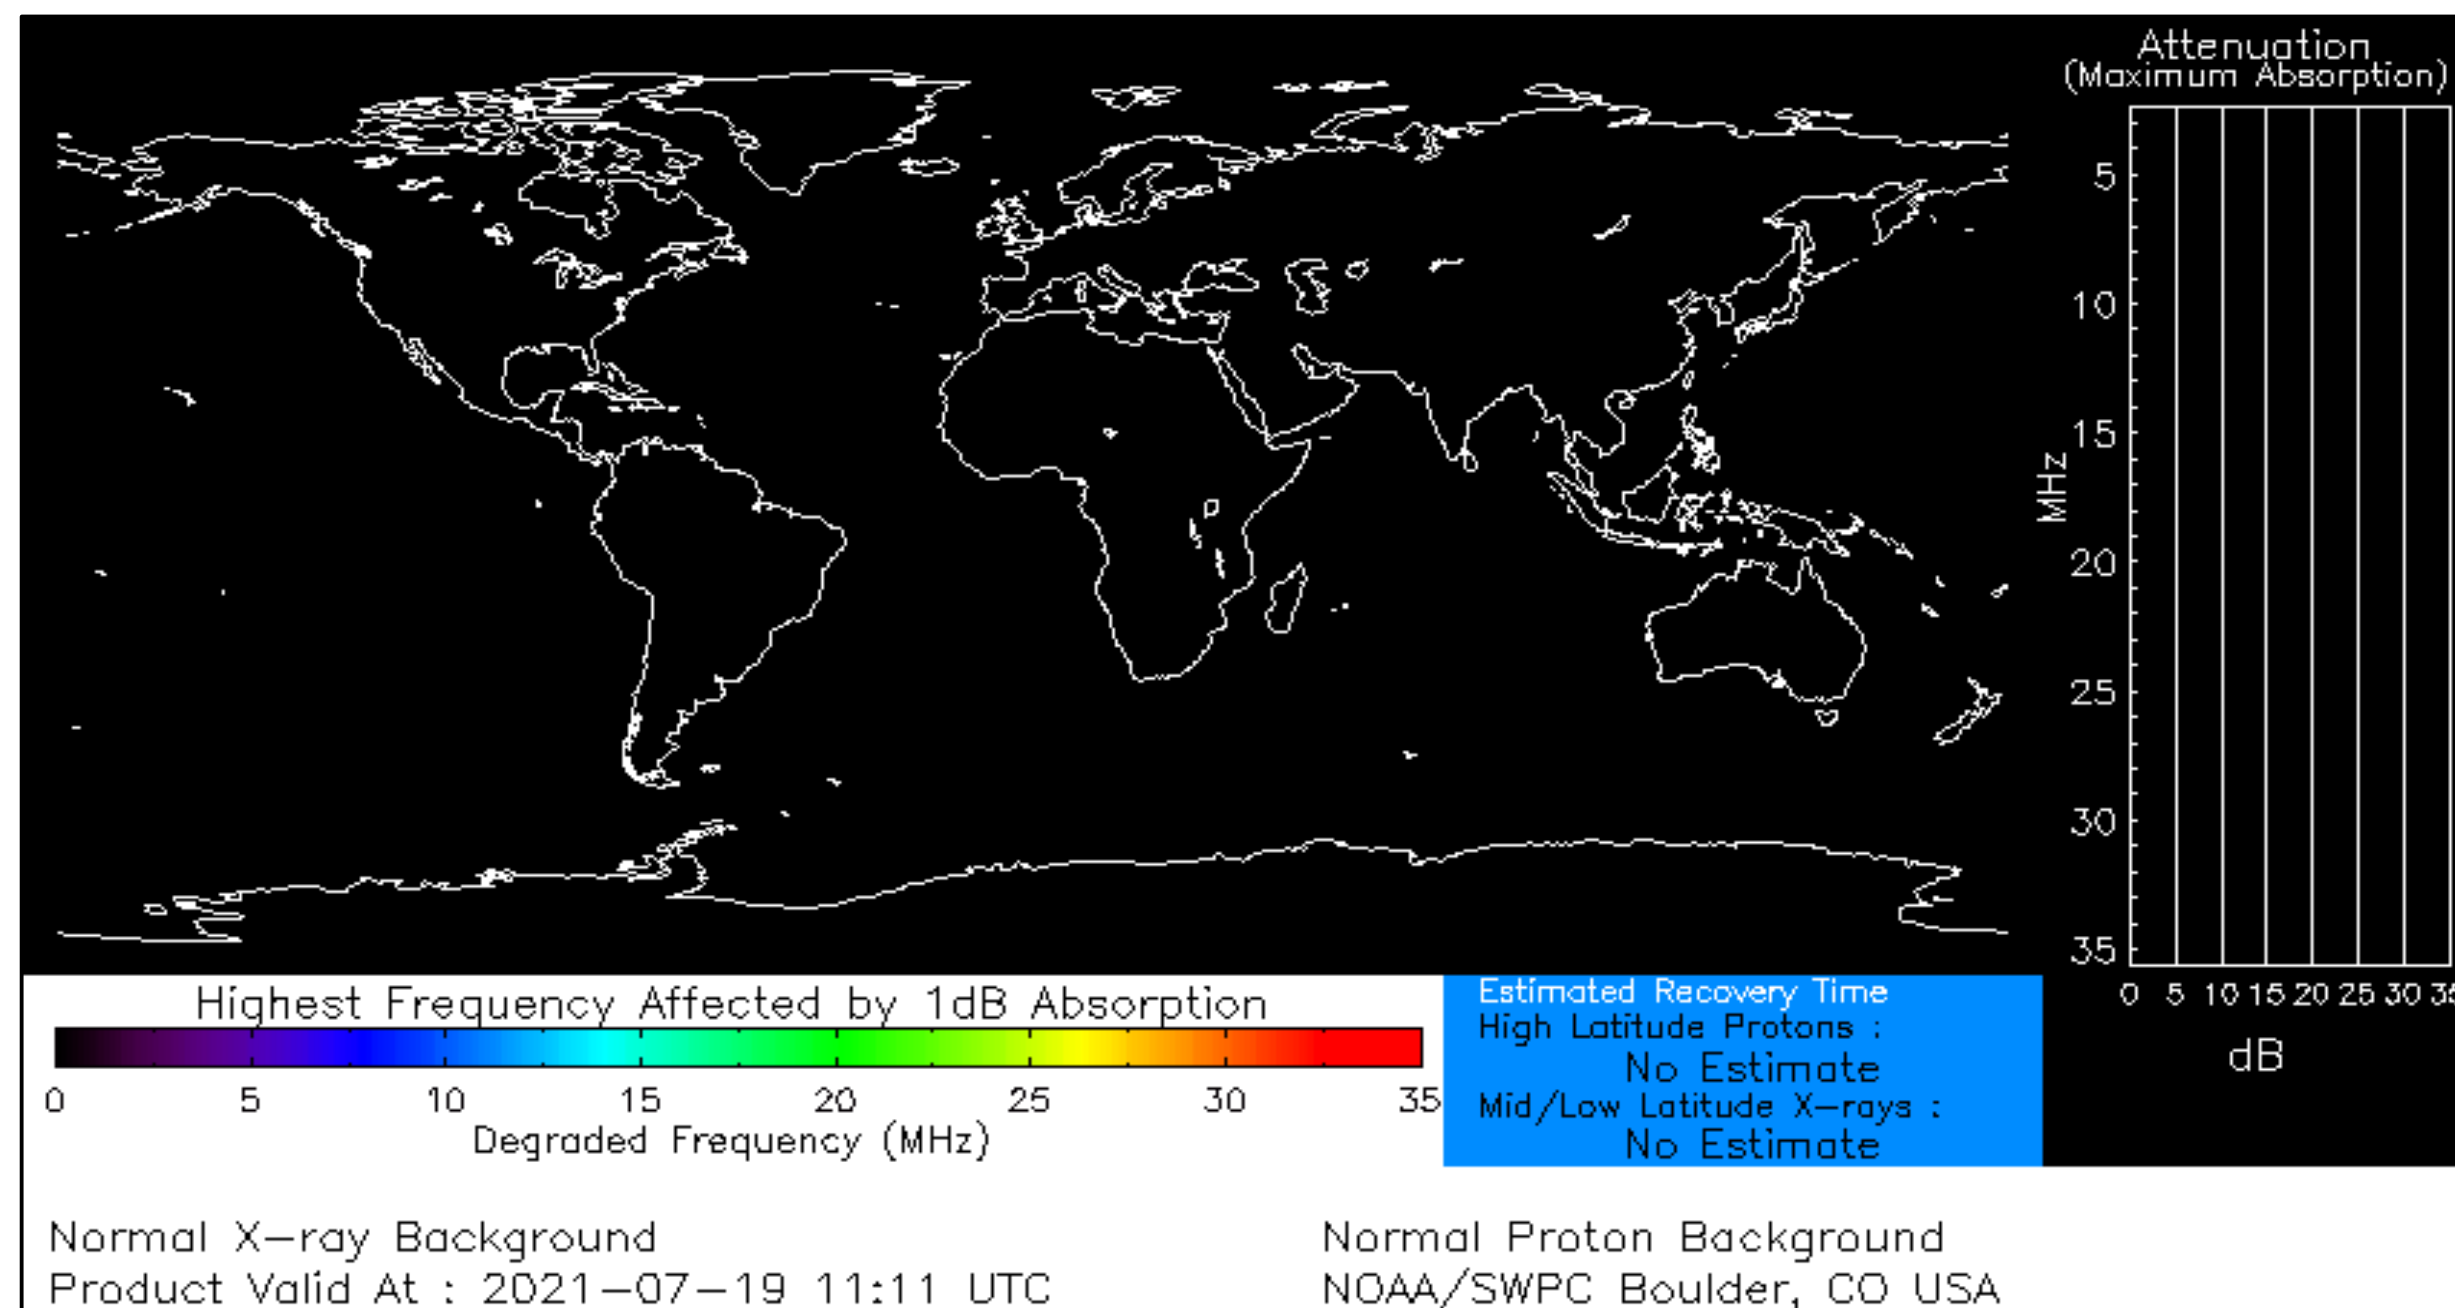 Attenuation
(Maximum Absorption)
5
10
15
20
25
30
35
MHz
0 5 10 15 20 25 30
dB
Highest Frequency Affected by 1dB Absorption
0 5 10 15 20 25 30 35
Degraded Frequency (MHz)
Estimated Recovery Time
High Latitude Protons :
No Estimate
Mid/Low Latitude X-rays :
No Estimate
Normal X-ray Background
Normal Proton Background
Product Valid At : 2021-07-19 11:11 UTC
NOAA/SWPC Boulder, CO USA